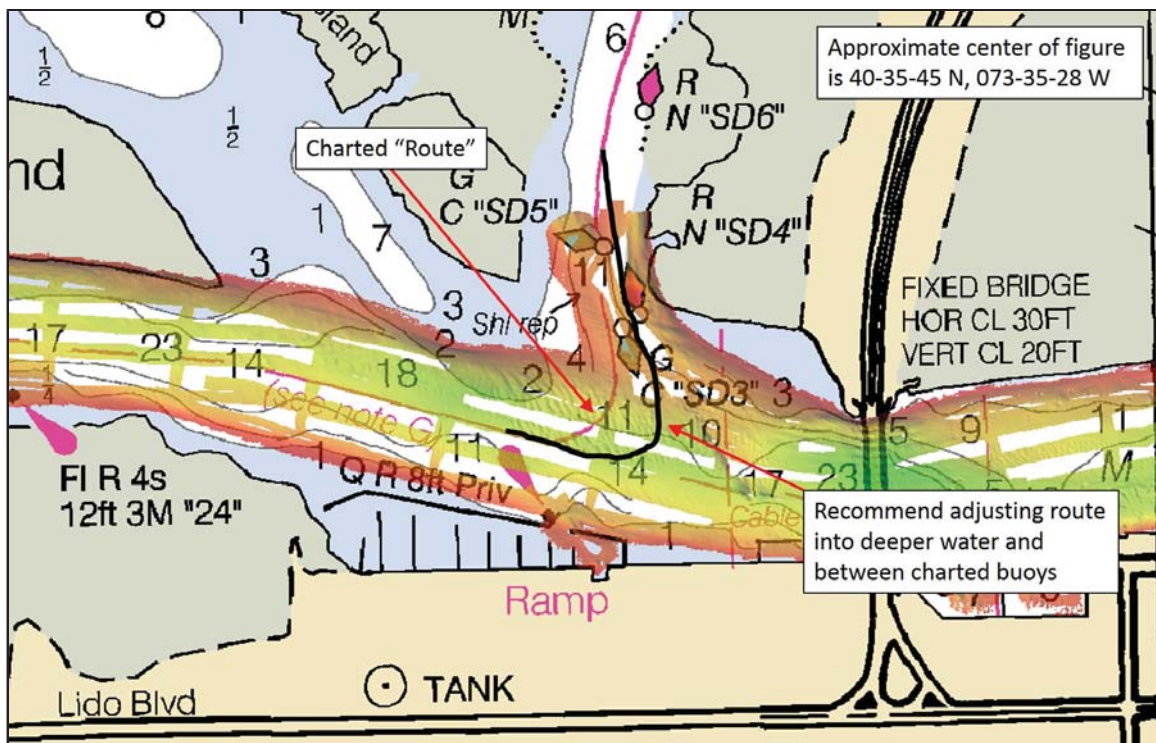 M
6
Island
1/2
1/2
R
N "SD6"
Approximate center of figure
is 40-35-45 N, 073-35-28 W
Charted "Route"
nd
G
C "SD5"
R
N "SD4"
1
7
3
11
11
3
Shl rep
FIXED BRIDGE
HOR CL 30FT
VERT CL 20FT
17
23
14
18
2
4
2
G
C "SD3"
3
5
9
11
1
4
(see note G)
11
11
10
14
17
23
M
Fl R 4s
12ft 3M "24"
1
Q R 8ft Priv
Cable
1
Recommend adjusting route
into deeper water and
between charted buoys
Ramp
TANK
Lido Blvd